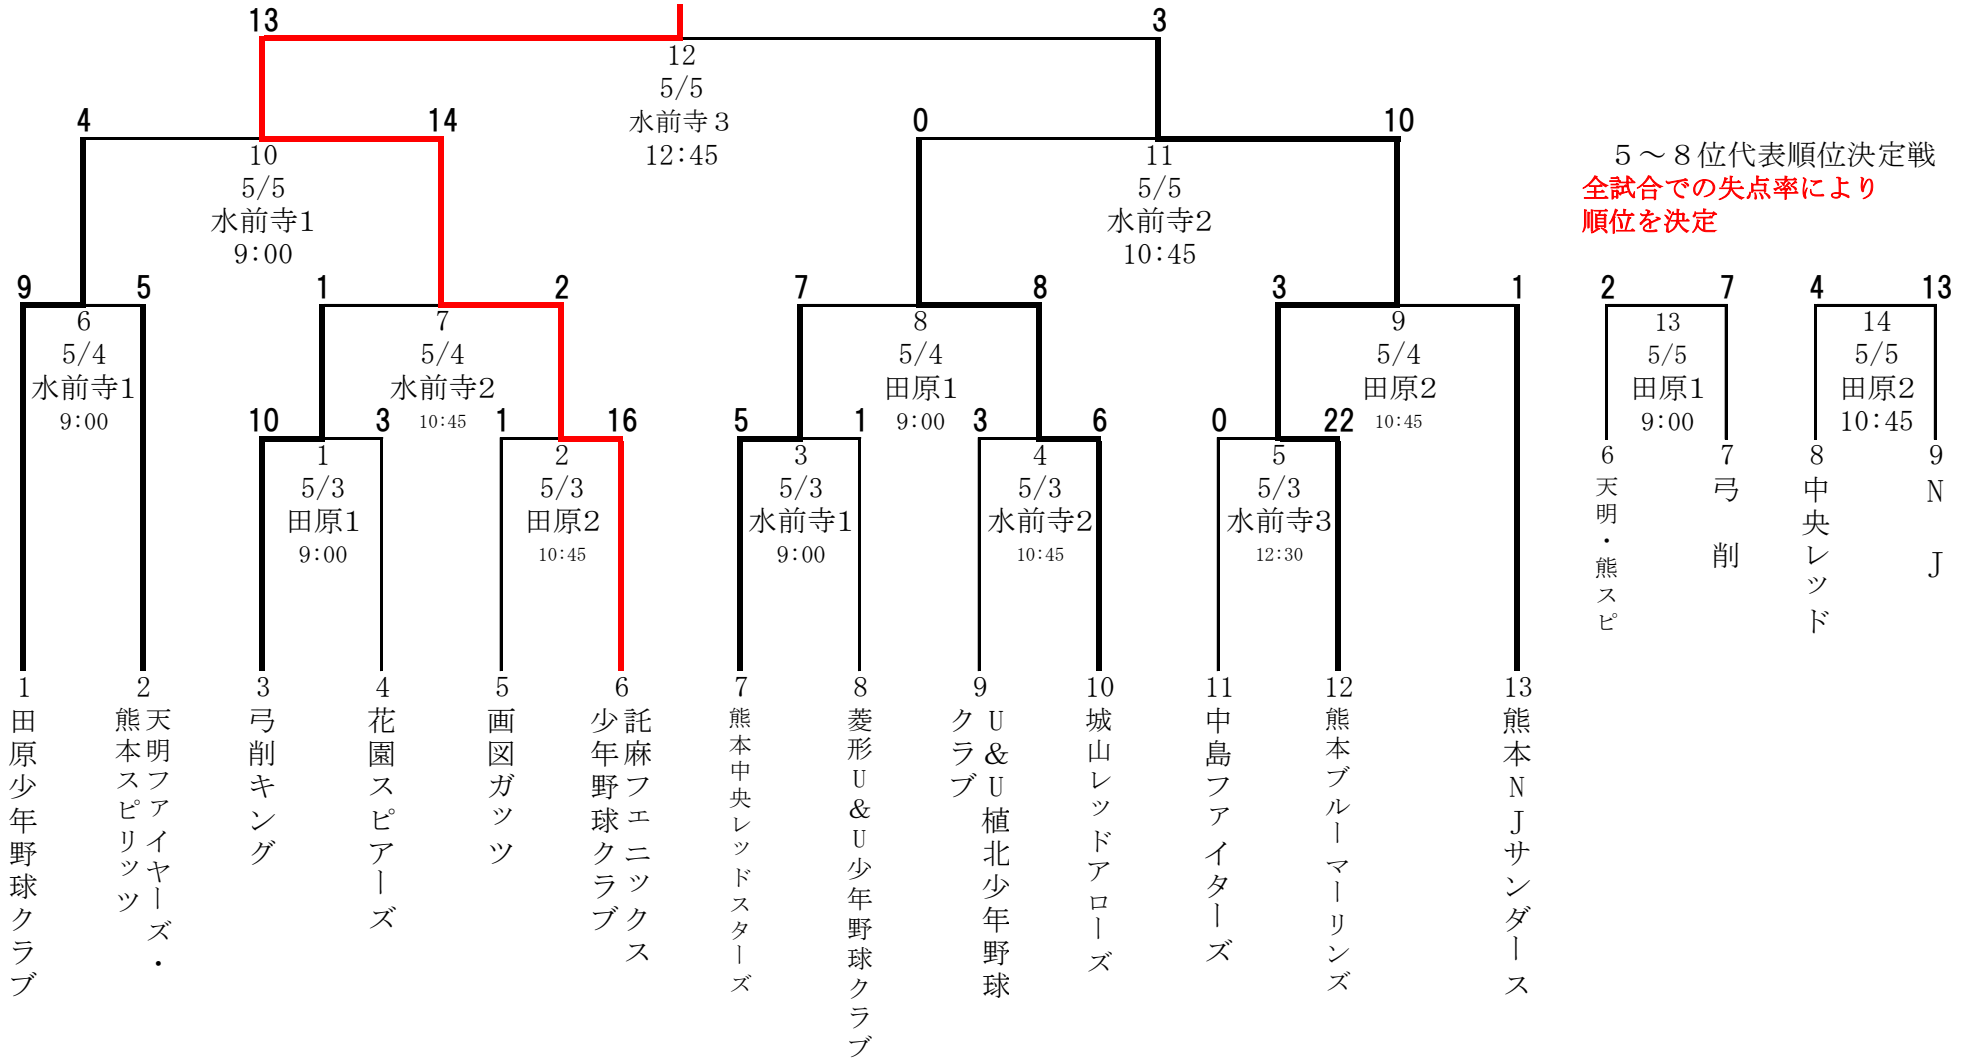 13
3
12
5/5
水前寺３
12:45
4
14
0
10
10
5/5
水前寺1
9:00
11
5/5
水前寺2
10:45
５～８位代表順位決定戦
全試合での失点率により
順位を決定
9
5
1
2
7
8
3
1
2
7
4
13
6
5/4
水前寺1
9:00
7
5/4
水前寺2
10:45
8
5/4
田原1
9:00
9
5/4
田原2
10:45
13
5/5
田原1
9:00
14
5/5
田原2
10:45
10
3
1
16
5
1
3
6
0
22
1
5/3
田原1
9:00
2
5/3
田原2
10:45
3
5/3
水前寺1
9:00
4
5/3
水前寺2
10:45
5
5/3
水前寺3
12:30
6
天明・熊スピ
7
弓　削
8
中央レッド
9
Ｎ　Ｊ
1
田原少年野球クラブ
2
天明ファイヤーズ・
熊本スピリッツ
3
弓削キング
4
花園スピアーズ
5
画図ガッツ
6
託麻フェニックス
少年野球クラブ
7
熊本中央レッドスターズ
8
菱形U＆U少年野球クラブ
9
U＆U植北少年野球
クラブ
10
城山レッドアローズ
11
中島ファイターズ
12
熊本ブルーマーリンズ
13
熊本ＮＪサンダース